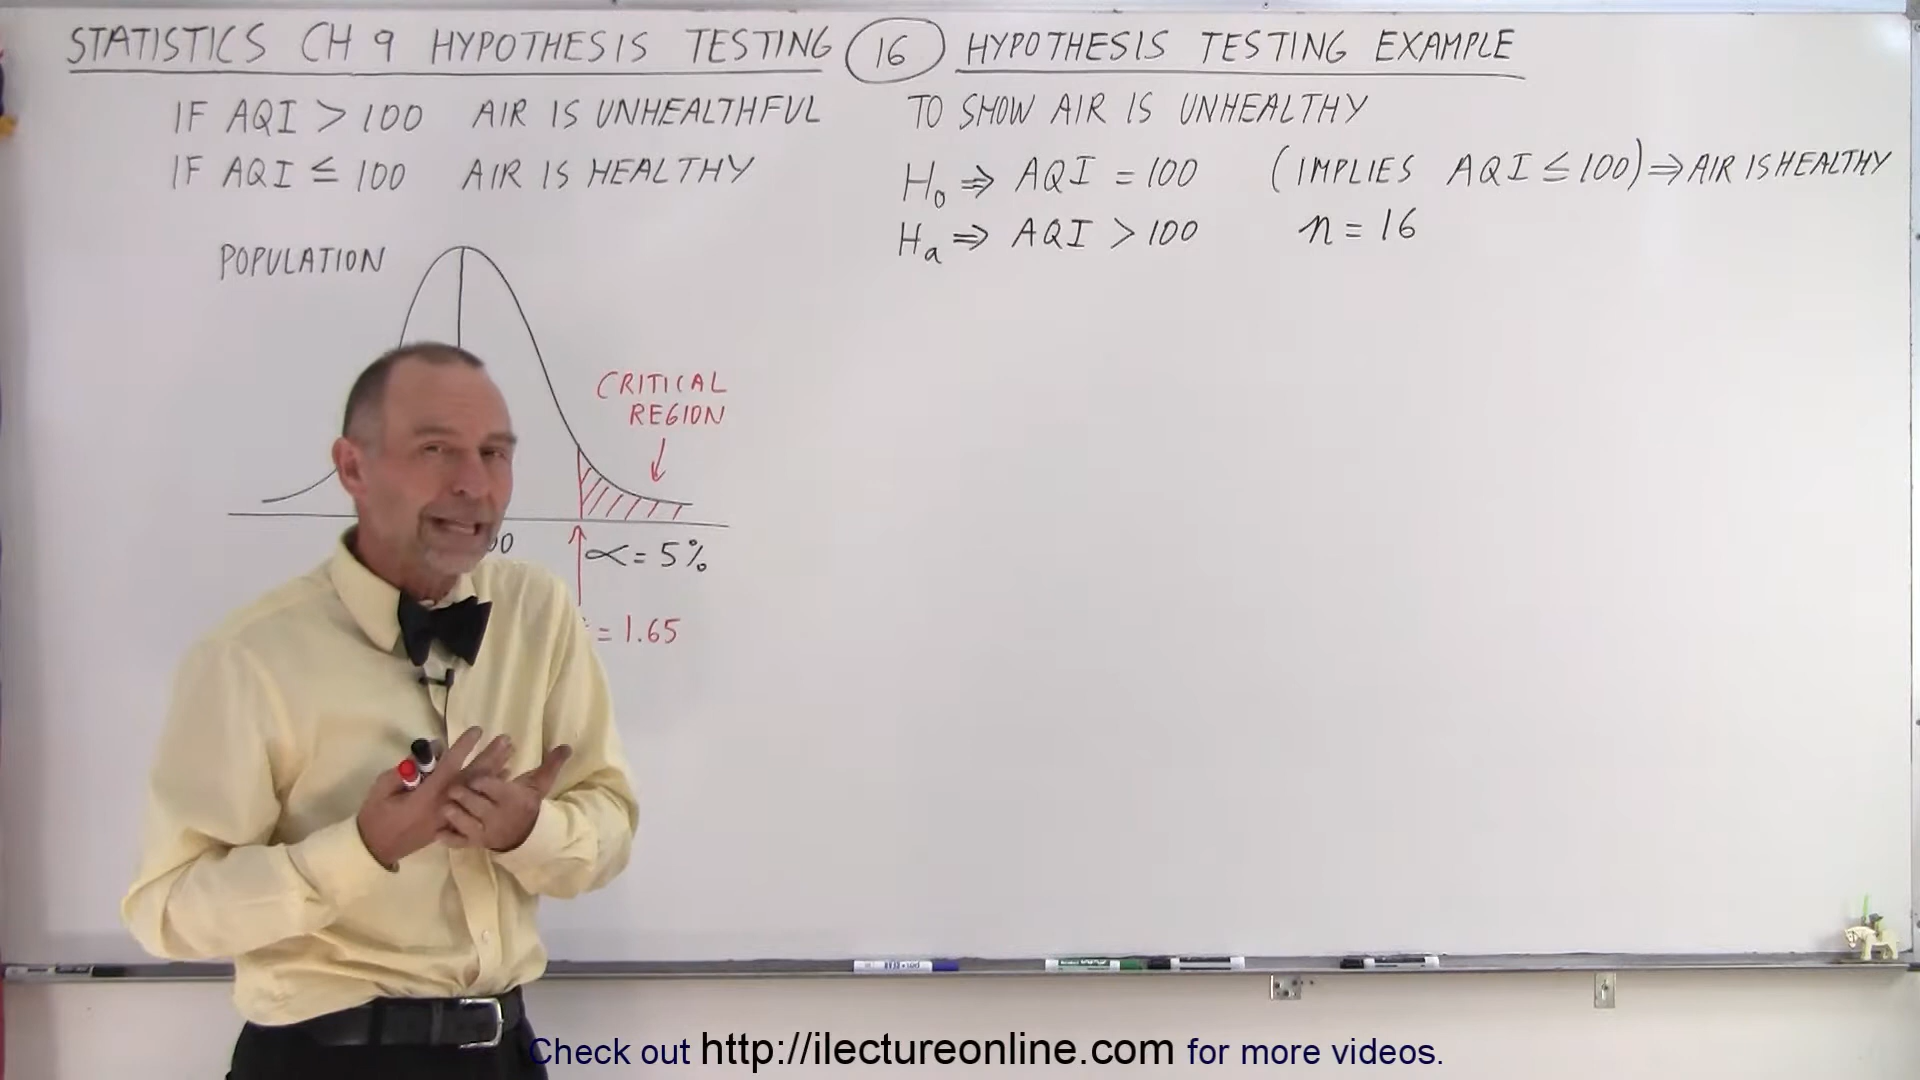 STATISTICS CH 9 HYPOTHESIS TESTING 16 HYPOTHESIS TESTING EXAMPLE
IF AQI > 100 AIR IS UNHEALTHFUL
IF AQI ≤ 100 AIR IS HEALTHY
TO SHOW AIR IS UNHEALTHY
H₀ ⇒ AQI = 100 (IMPLIES AQI ≤ 100) ⇒ AIR IS HEALTHY
Hₐ ⇒ AQI > 100 n = 16
POPULATION
CRITICAL
REGION
α = 5%
= 1.65
Check out http://ilectureonline.com for more videos.